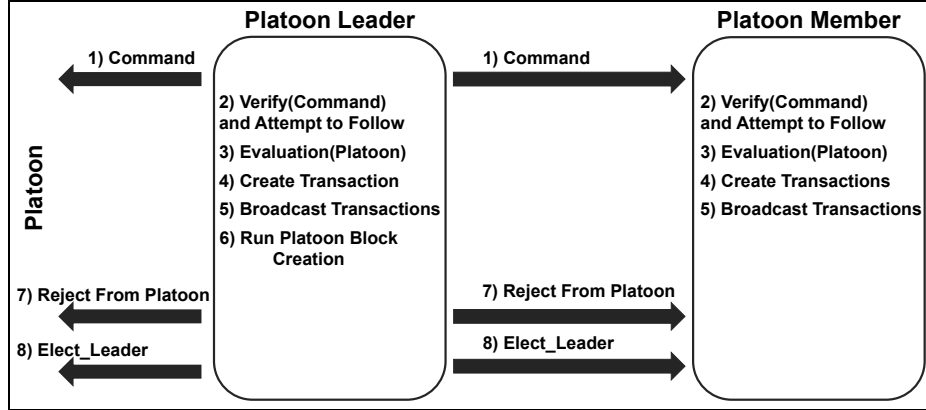 Platoon Leader
Platoon Member
Platoon
1) Command
1) Command
2) Verify(Command)
and Attempt to Follow
3) Evaluation(Platoon)
4) Create Transaction
5) Broadcast Transactions
6) Run Platoon Block
Creation
2) Verify(Command)
and Attempt to Follow
3) Evaluation(Platoon)
4) Create Transactions
5) Broadcast Transactions
7) Reject From Platoon
7) Reject From Platoon
8) Elect_Leader
8) Elect_Leader